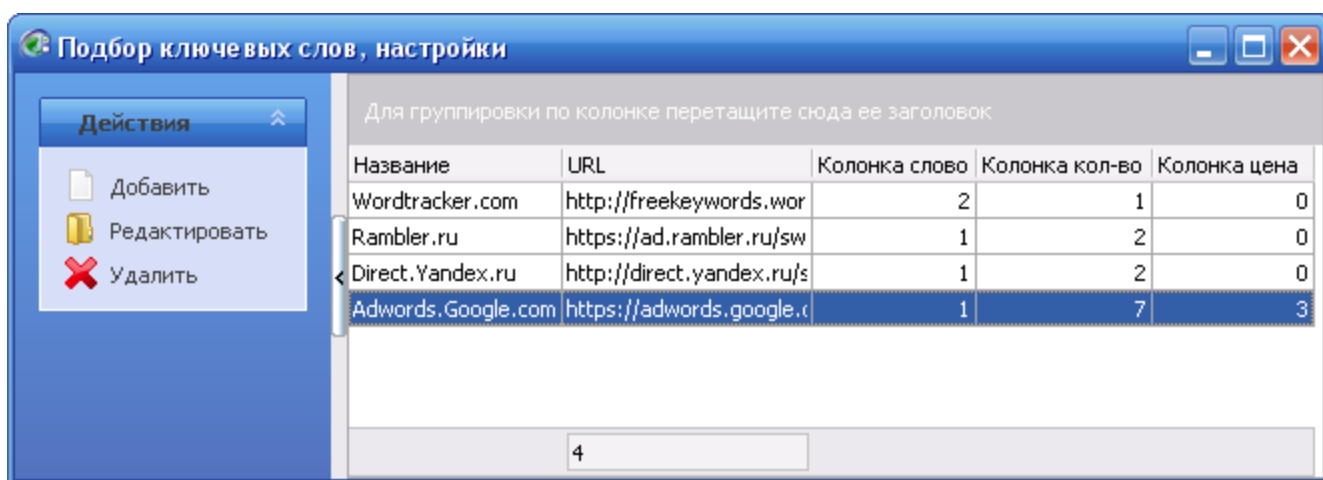 Подбор ключевых слов, настройки
Действия
Добавить
Редактировать
Удалить
Для группировки по колонке перетащите сюда ее заголовок
Название URL Колонка слово Колонка кол-во Колонка цена
Wordtracker.com http://freekeywords.wor 2 1 0
Rambler.ru https://ad.rambler.ru/sw 1 2 0
Direct.Yandex.ru http://direct.yandex.ru/s 1 2 0
Adwords.Google.com https://adwords.google.c 1 7 3
4